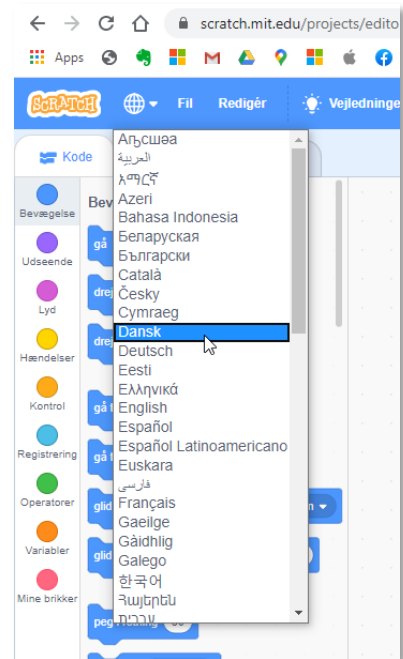 scratch.mit.edu/projects/edito
Apps
SCRATCH
Fil
Redigér
Vejledninge
Kode
Bevægelse
Udseende
Lyd
Hændelser
Kontrol
Registrering
Operatorer
Variabler
Mine brikker
Bev
gå
drej
drej
gå t
gå t
glid
n
glid
peg
Аҧсшәа
العربية
አማርኛ
Azeri
Bahasa Indonesia
Беларуская
Български
Català
Česky
Cymraeg
Dansk
Deutsch
Eesti
Ελληνικά
English
Español
Español Latinoamericano
Euskara
فارسی
Français
Gaeilge
Gàidhlig
Galego
한국어
Հայերեն
עברית